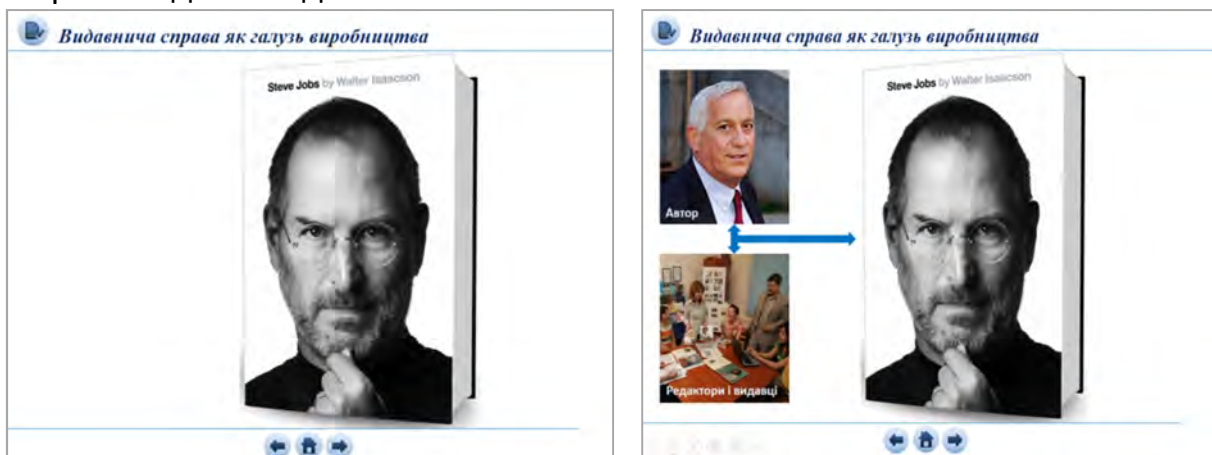 Видавнича справа як галузь виробництва
Steve Jobs by Walter Isaacson
Видавнича справа як галузь виробництва
Steve Jobs by Walter Isaacson
Автор
Редактори і видавці